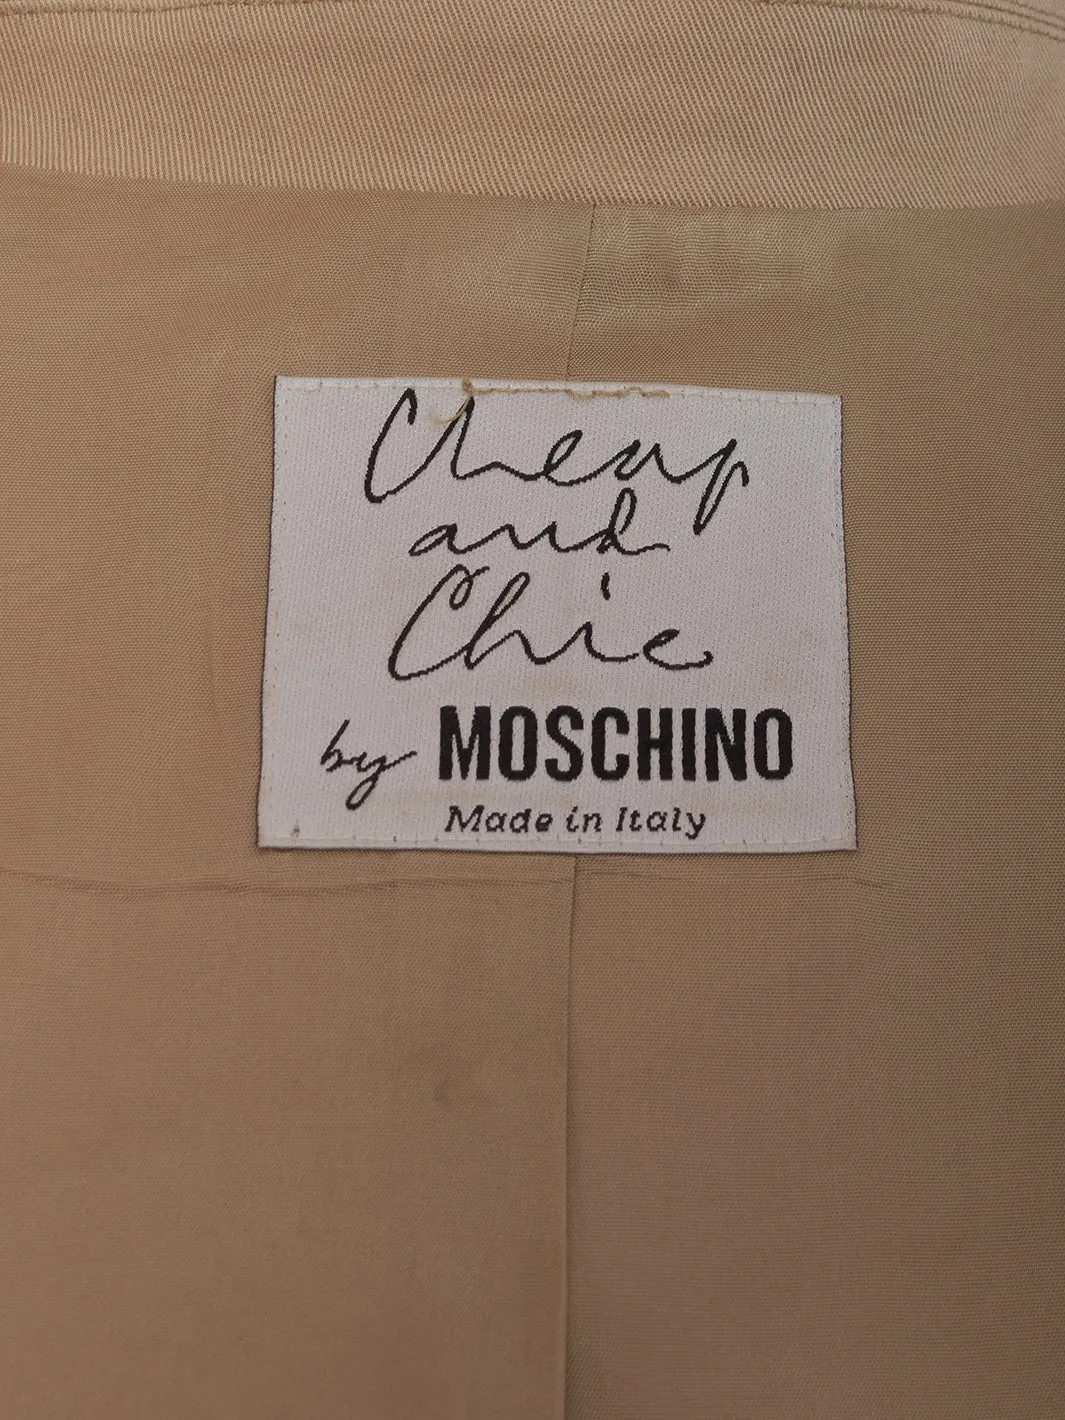 Cheap
and
Chic
by MOSCHINO
Made in Italy